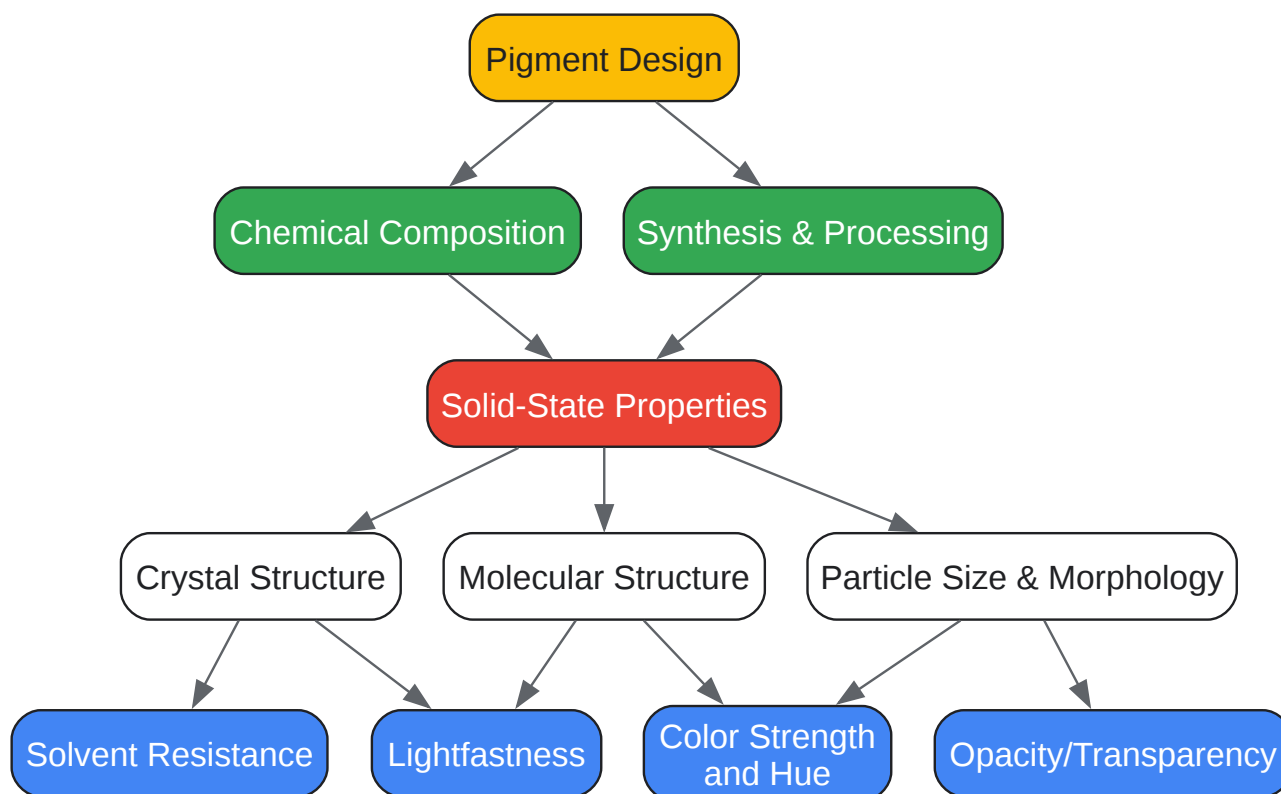 Pigment Design
Chemical Composition
Synthesis & Processing
Solid-State Properties
Crystal Structure
Molecular Structure
Particle Size & Morphology
Solvent Resistance
Lightfastness
Color Strength
and Hue
Opacity/Transparency